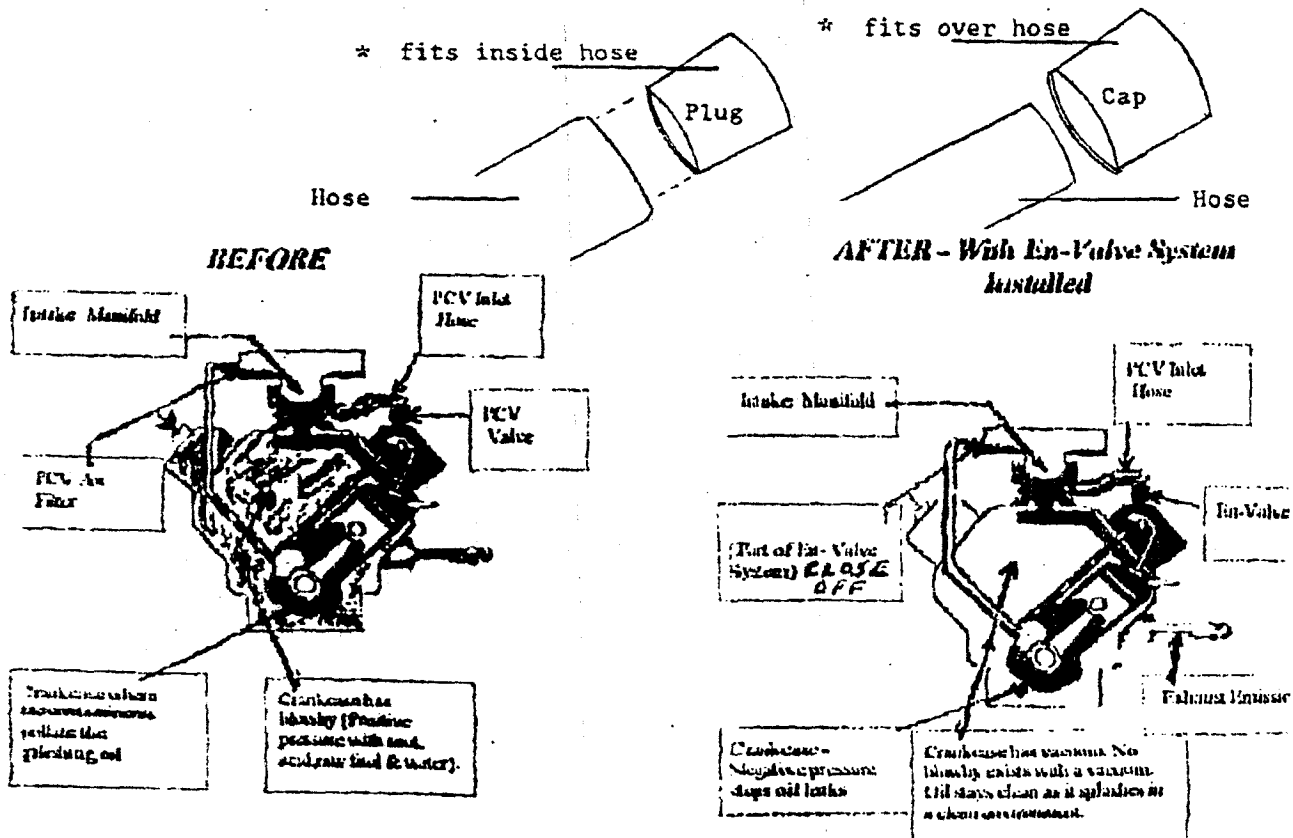 * fits inside hose
* fits over hose
Plug
Cap
Hose
Hose
BEFORE
AFTER - With En-Valve System
Installed
Intake Manifold
PCV Inlet
Hose
PCV
Valve
PCV Air
Filter
Intake Manifold
PCV Inlet
Hose
En-Valve
(Part of En-Valve
System) CLOSE
OFF
Crankcase has
blowby (Positive
pressure with soot,
acid, raw fuel & water).
Exhaust Emissio
Crankcase -
Negative pressure
stops oil leaks
Crankcase has vacuum. No
blowby exists with a vacuum.
Oil stays clean as it splashes in
a clean environment.